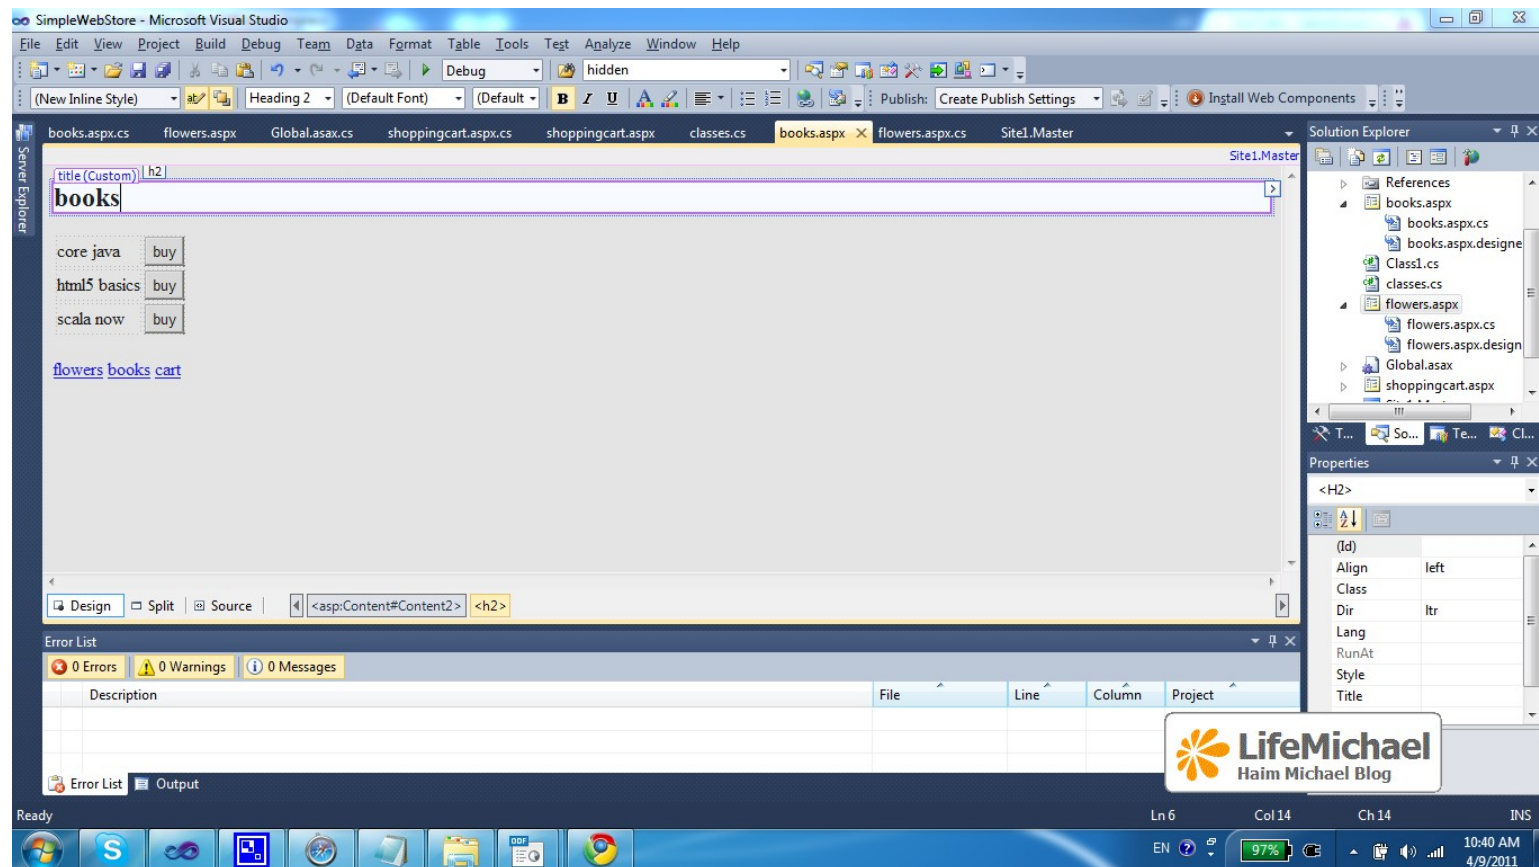 SimpleWebStore - Microsoft Visual Studio
File Edit View Project Build Debug Team Data Format Table Tools Test Analyze Window Help
Debug hidden
(New Inline Style) Heading 2 (Default Font) (Default B I U A Publish: Create Publish Settings Install Web Components
books.aspx.cs flowers.aspx Global.asax.cs shoppingcart.aspx.cs shoppingcart.aspx classes.cs books.aspx flowers.aspx.cs Site1.Master
Server Explorer
Site1.Master
title (Custom) h2
books
core java buy
html5 basics buy
scala now buy
flowers books cart
Design Split Source <asp:Content#Content2> <h2>
Error List
0 Errors 0 Warnings 0 Messages
Description File Line Column Project
Error List Output
Solution Explorer
References
books.aspx
books.aspx.cs
books.aspx.designe
Class1.cs
classes.cs
flowers.aspx
flowers.aspx.cs
flowers.aspx.design
Global.asax
shoppingcart.aspx
T... So... Te... Cl...
Properties
<H2>
(Id)
Align left
Class
Dir ltr
Lang
RunAt
Style
Title
LifeMichael
Haim Michael Blog
Ready Ln 6 Col 14 Ch 14 INS
EN 97% 10:40 AM
4/9/2011